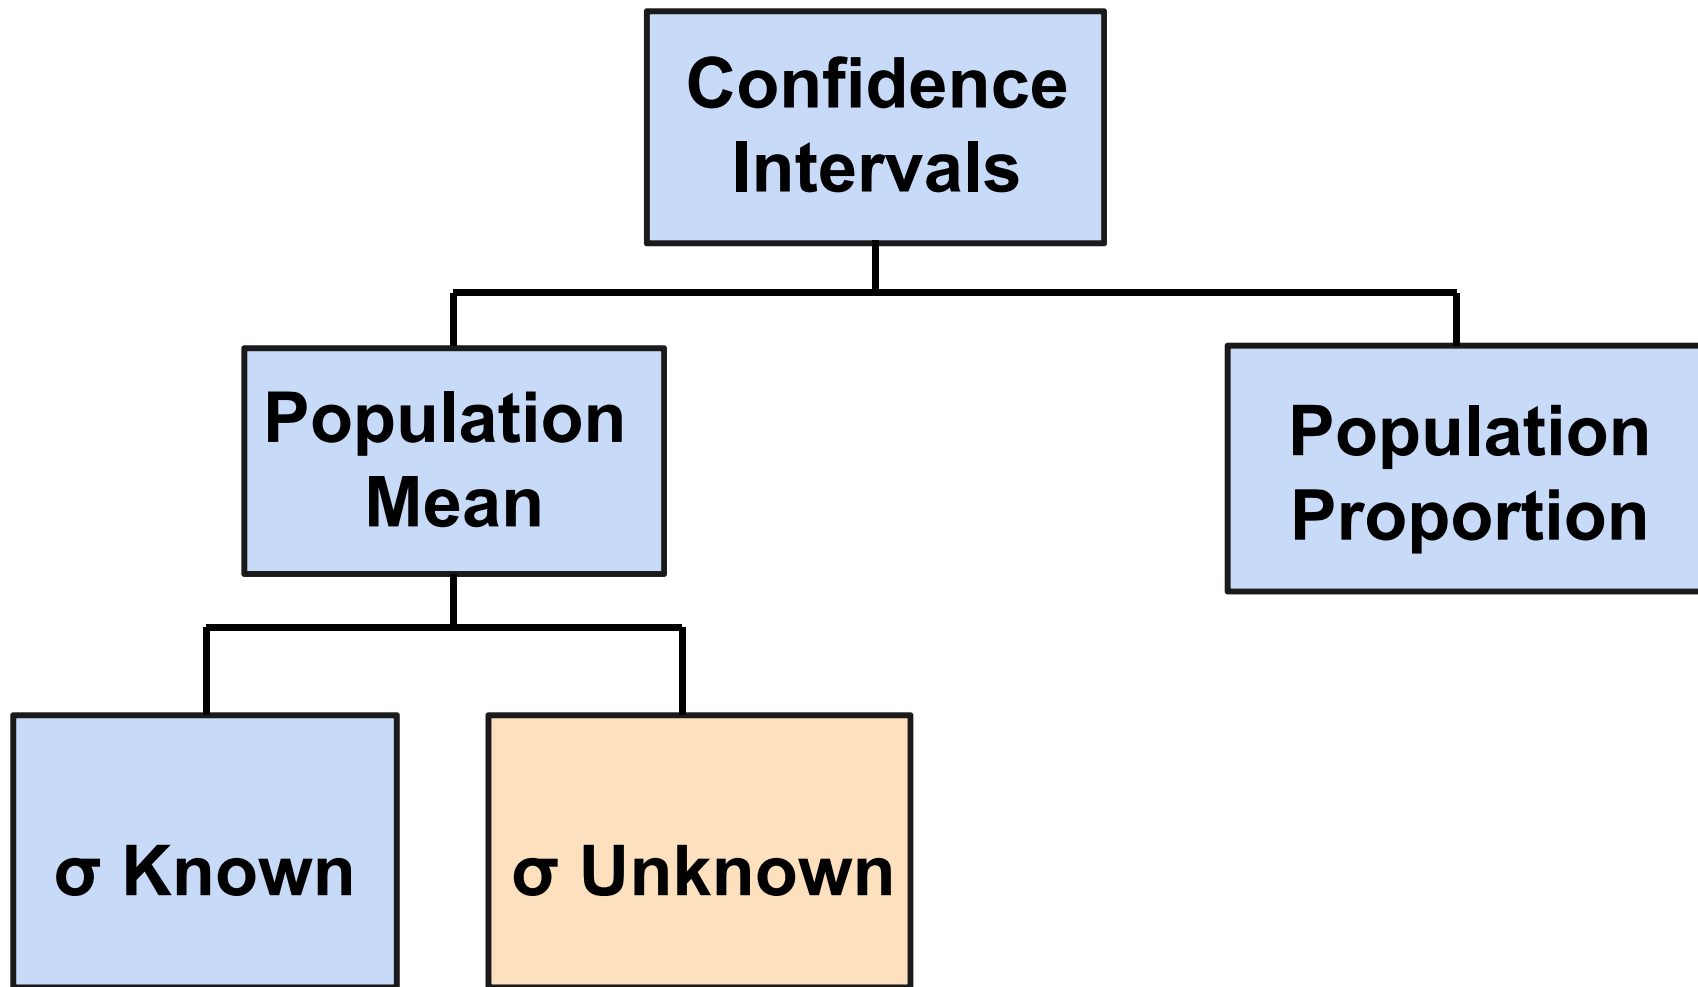 Confidence
Intervals
Population
Mean
Population
Proportion
σ Known
σ Unknown